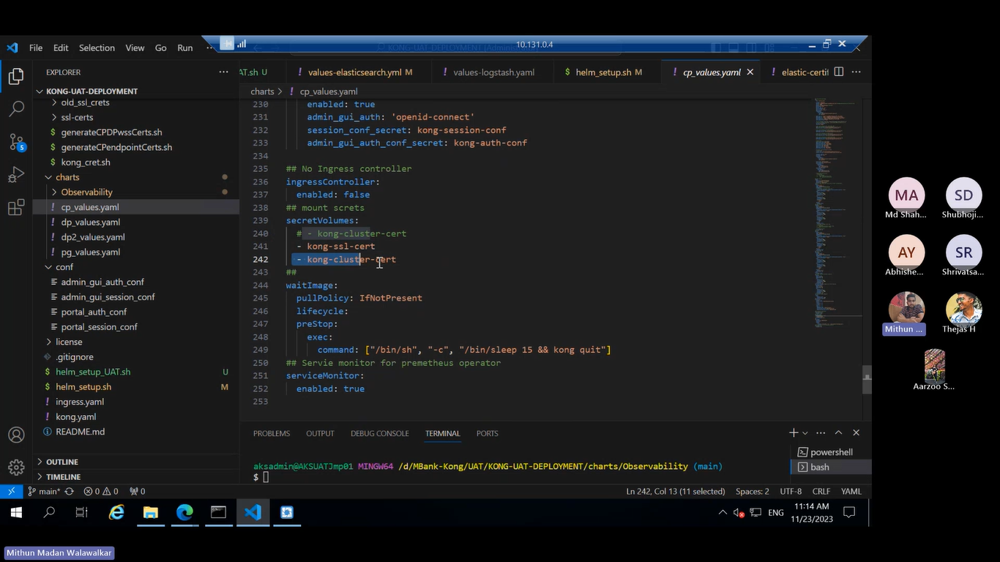 10.131.0.4
File Edit Selection View Go Run ···
KONG-UAT-DEPLOYMENT [Administrator]
EXPLORER
KONG-UAT-DEPLOYMENT
old_ssl_crets
ssl-certs
generateCPDPwssCerts.sh
generateCPendpointCerts.sh
kong_cret.sh
charts
Observability
cp_values.yaml
dp_values.yaml
dp2_values.yaml
pg_values.yaml
conf
admin_gui_auth_conf
admin_gui_session_conf
portal_auth_conf
portal_session_conf
license
.gitignore
helm_setup_UAT.sh U
helm_setup.sh M
ingress.yaml
kong.yaml
README.md
OUTLINE
TIMELINE
5
AT.sh U
values-elasticsearch.yml M
values-logstash.yaml
helm_setup.sh M
cp_values.yaml
elastic-certifi
charts > cp_values.yaml
230 enabled: true
231 admin_gui_auth: 'openid-connect'
232 session_conf_secret: kong-session-conf
233 admin_gui_auth_conf_secret: kong-auth-conf
234
235 ## No Ingress controller
236 ingressController:
237 enabled: false
238 ## mount screts
239 secretVolumes:
240 # - kong-cluster-cert
241 - kong-ssl-cert
242 - kong-cluster-cert
243 ##
244 waitImage:
245 pullPolicy: IfNotPresent
246 lifecycle:
247 preStop:
248 exec:
249 command: ["/bin/sh", "-c", "/bin/sleep 15 && kong quit"]
250 ## Servie monitor for premetheus operator
251 serviceMonitor:
252 enabled: true
253
PROBLEMS OUTPUT DEBUG CONSOLE TERMINAL PORTS
aksadmin@AKSUATJmp01 MINGW64 /d/MBank-Kong/UAT/KONG-UAT-DEPLOYMENT/charts/Observability (main)
$
powershell
bash
main* 0 0 0
Ln 242, Col 13 (11 selected) Spaces: 2 UTF-8 CRLF YAML
ENG
11:14 AM
11/23/2023
MA
Md Shah...
SD
Shubhoji...
AY
Abhishe...
SR
Shrivatsa...
Mithun ...
Thejas H
Aarzoo S...
Mithun Madan Walawalkar